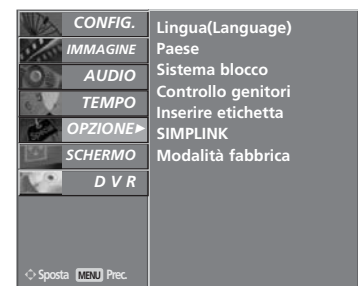 CONFIG.
IMMAGINE
AUDIO
TEMPO
OPZIONE►
SCHERMO
D V R
Lingua(Language)
Paese
Sistema blocco
Controllo genitori
Inserire etichetta
SIMPLINK
Modalità fabbrica
Sposta MENU Prec.